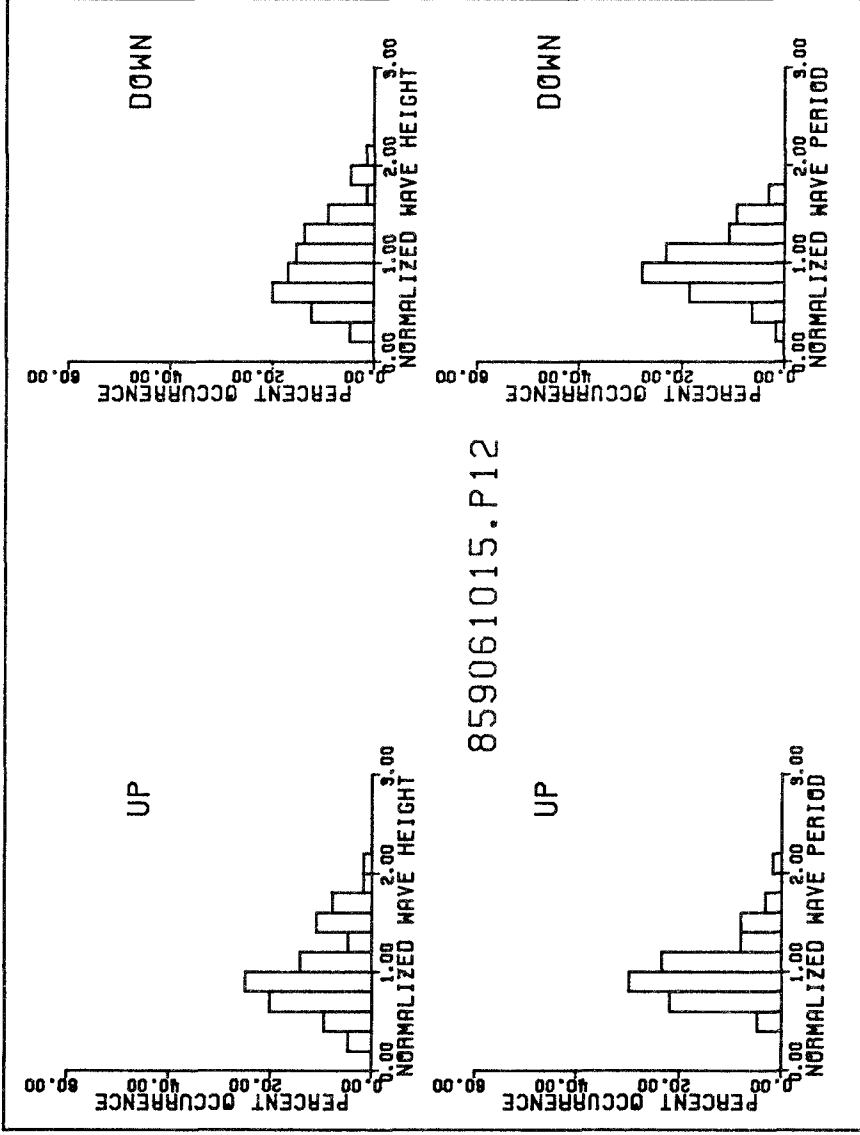 UP
PERCENT OCCURRENCE
60.00
40.00
20.00
0.00
0.00 1.00 2.00 3.00
NORMALIZED WAVE HEIGHT
DOWN
PERCENT OCCURRENCE
60.00
40.00
20.00
0.00
0.00 1.00 2.00 3.00
NORMALIZED WAVE HEIGHT
859061015.P12
UP
PERCENT OCCURRENCE
60.00
40.00
20.00
0.00
0.00 1.00 2.00 3.00
NORMALIZED WAVE PERIOD
DOWN
PERCENT OCCURRENCE
60.00
40.00
20.00
0.00
0.00 1.00 2.00 3.00
NORMALIZED WAVE PERIOD